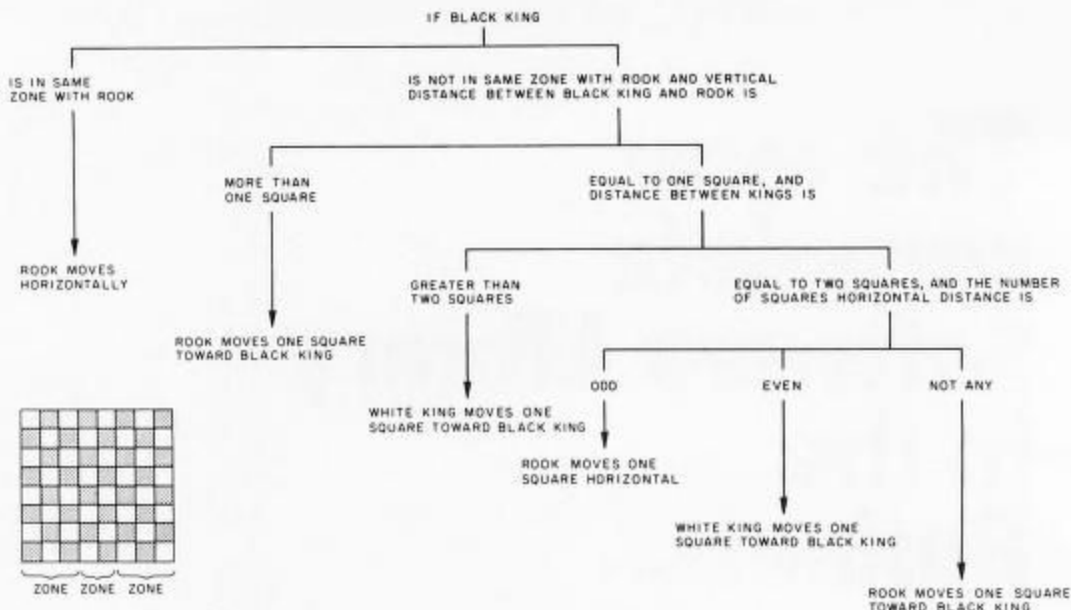 IF BLACK KING
IS IN SAME
ZONE WITH ROOK
IS NOT IN SAME ZONE WITH ROOK AND VERTICAL
DISTANCE BETWEEN BLACK KING AND ROOK IS
MORE THAN
ONE SQUARE
EQUAL TO ONE SQUARE, AND
DISTANCE BETWEEN KINGS IS
ROOK MOVES
HORIZONTALLY
GREATER THAN
TWO SQUARES
EQUAL TO TWO SQUARES, AND THE NUMBER
OF SQUARES HORIZONTAL DISTANCE IS
ROOK MOVES ONE SQUARE
TOWARD BLACK KING
ODD
EVEN
NOT ANY
WHITE KING MOVES ONE
SQUARE TOWARD BLACK KING
ROOK MOVES ONE
SQUARE HORIZONTAL
WHITE KING MOVES ONE
SQUARE TOWARD BLACK KING
ROOK MOVES ONE SQUARE
TOWARD BLACK KING
ZONE ZONE ZONE